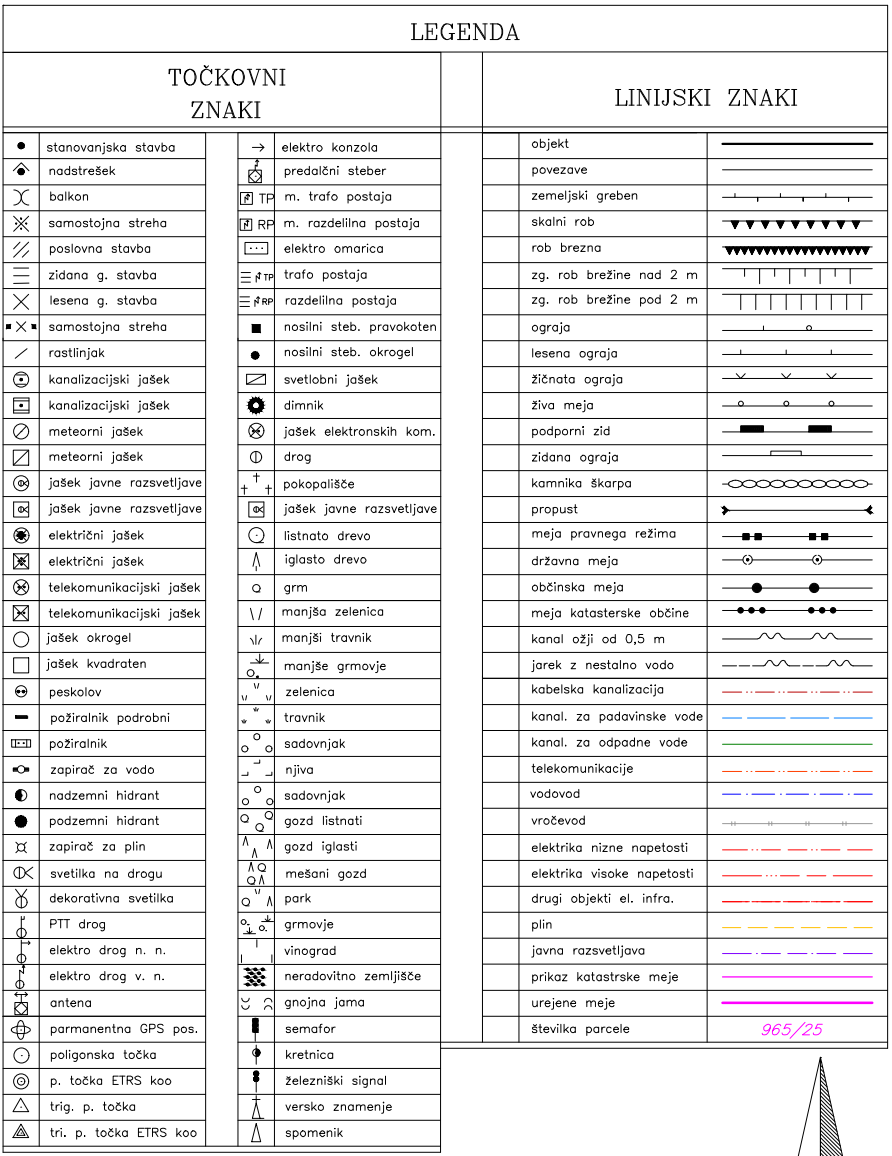 LEGENDA
TOČKOVNI
ZNAKI
stanovanjska stavba
nadstrešek
balkon
samostojna streha
poslovna stavba
zidana g. stavba
lesena g. stavba
samostojna streha
rastlinjak
kanalizacijski jašek
kanalizacijski jašek
meteorni jašek
meteorni jašek
jašek javne razsvetljave
jašek javne razsvetljave
električni jašek
električni jašek
telekomunikacijski jašek
telekomunikacijski jašek
jašek okrogel
jašek kvadraten
peskolov
požiralnik podrobni
požiralnik
zapirač za vodo
nadzemni hidrant
podzemni hidrant
zapirač za plin
svetilka na drogu
dekorativna svetilka
PTT drog
elektro drog n. n.
elektro drog v. n.
antena
parmanentna GPS pos.
poligonska točka
p. točka ETRS koo
trig. p. točka
tri. p. točka ETRS koo
elektro konzola
predalčni steber
TP m. trafo postaja
RP m. razdelilna postaja
elektro omarica
TP trafo postaja
RP razdelilna postaja
nosilni steb. pravokoten
nosilni steb. okrogel
svetlobni jašek
dimnik
jašek elektronskih kom.
drog
pokopališče
jašek javne razsvetljave
listnato drevo
iglasto drevo
grm
manjša zelenica
manjši travnik
manjše grmovje
zelenica
travnik
sadovnjak
njiva
sadovnjak
gozd listnati
gozd iglasti
mešani gozd
park
grmovje
vinograd
neradovitno zemljišče
gnojna jama
semafor
kretnica
železniški signal
versko znamenje
spomenik
LINIJSKI ZNAKI
objekt
povezave
zemeljski greben
skalni rob
rob brezna
zg. rob brežine nad 2 m
zg. rob brežine pod 2 m
ograja
lesena ograja
žičnata ograja
živa meja
podporni zid
zidana ograja
kamnika škarpa
propust
meja pravnega režima
državna meja
občinska meja
meja katasterske občine
kanal ožji od 0,5 m
jarek z nestalno vodo
kabelska kanalizacija
kanal. za padavinske vode
kanal. za odpadne vode
telekomunikacije
vodovod
vročevod
elektrika nizne napetosti
elektrika visoke napetosti
drugi objekti el. infra.
plin
javna razsvetljava
prikaz katastrske meje
urejene meje
številka parcele 965/25